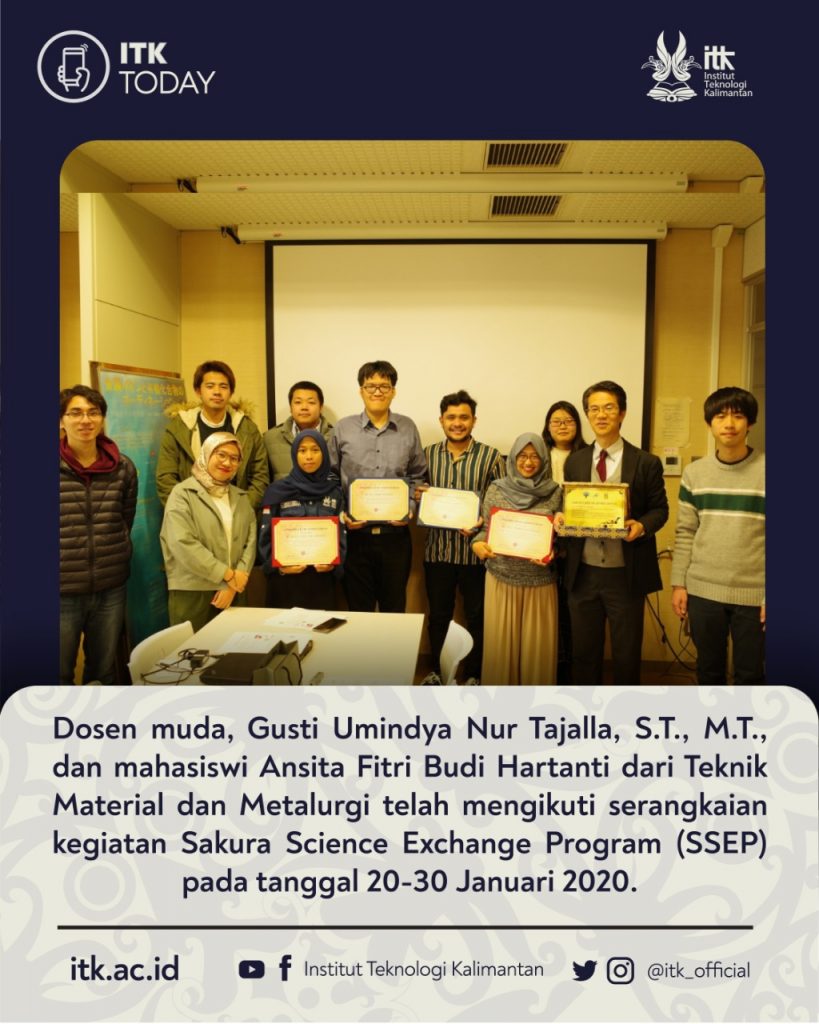 ITK
TODAY
itk
Institut
Teknologi
Kalimantan
Dosen muda, Gusti Umindya Nur Tajalla, S.T., M.T.,
dan mahasiswi Ansita Fitri Budi Hartanti dari Teknik
Material dan Metalurgi telah mengikuti serangkaian
kegiatan Sakura Science Exchange Program (SSEP)
pada tanggal 20-30 Januari 2020.
itk.ac.id
Institut Teknologi Kalimantan
@itk_official